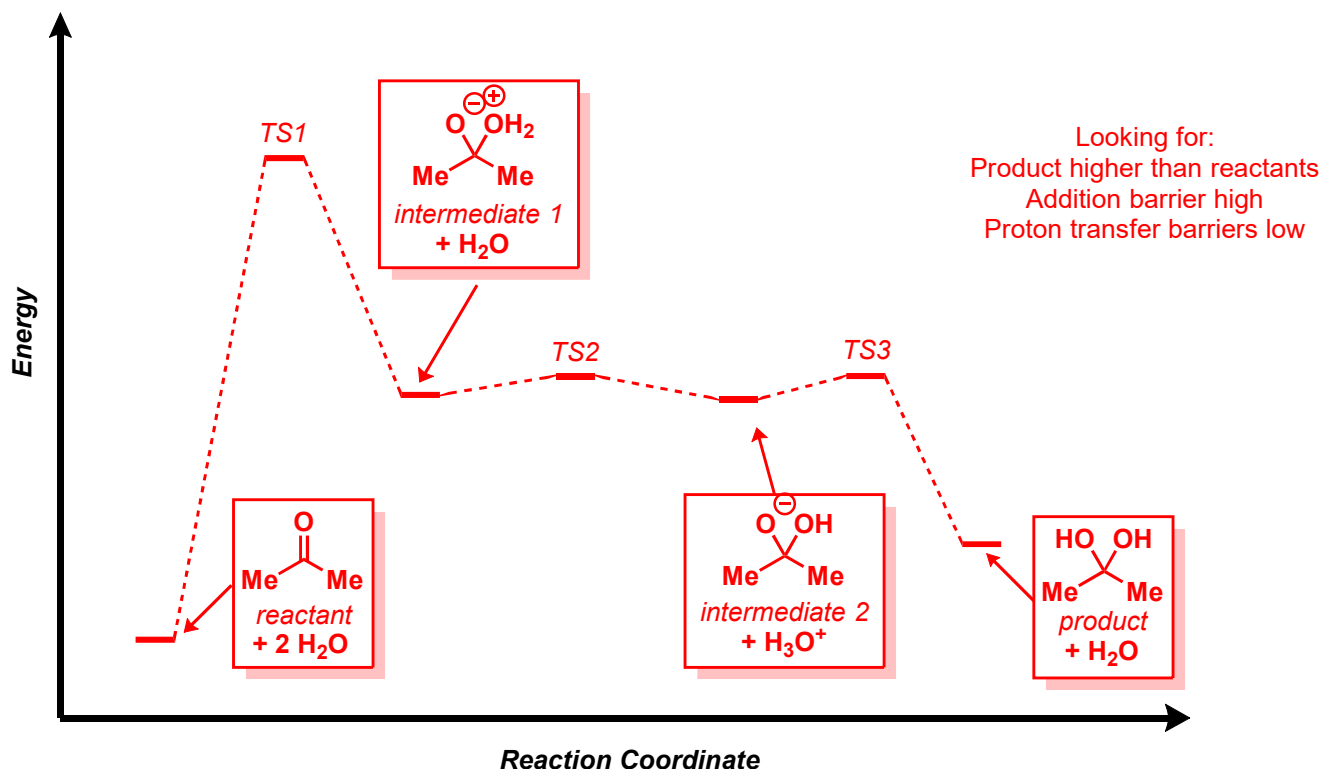 TS1
⊖⊕
O OH₂
Me Me
intermediate 1
+ H₂O
Looking for:
Product higher than reactants
Addition barrier high
Proton transfer barriers low
Energy
TS2
TS3
O
Me Me
reactant
+ 2 H₂O
⊖
O OH
Me Me
intermediate 2
+ H₃O⁺
HO OH
Me Me
product
+ H₂O
Reaction Coordinate